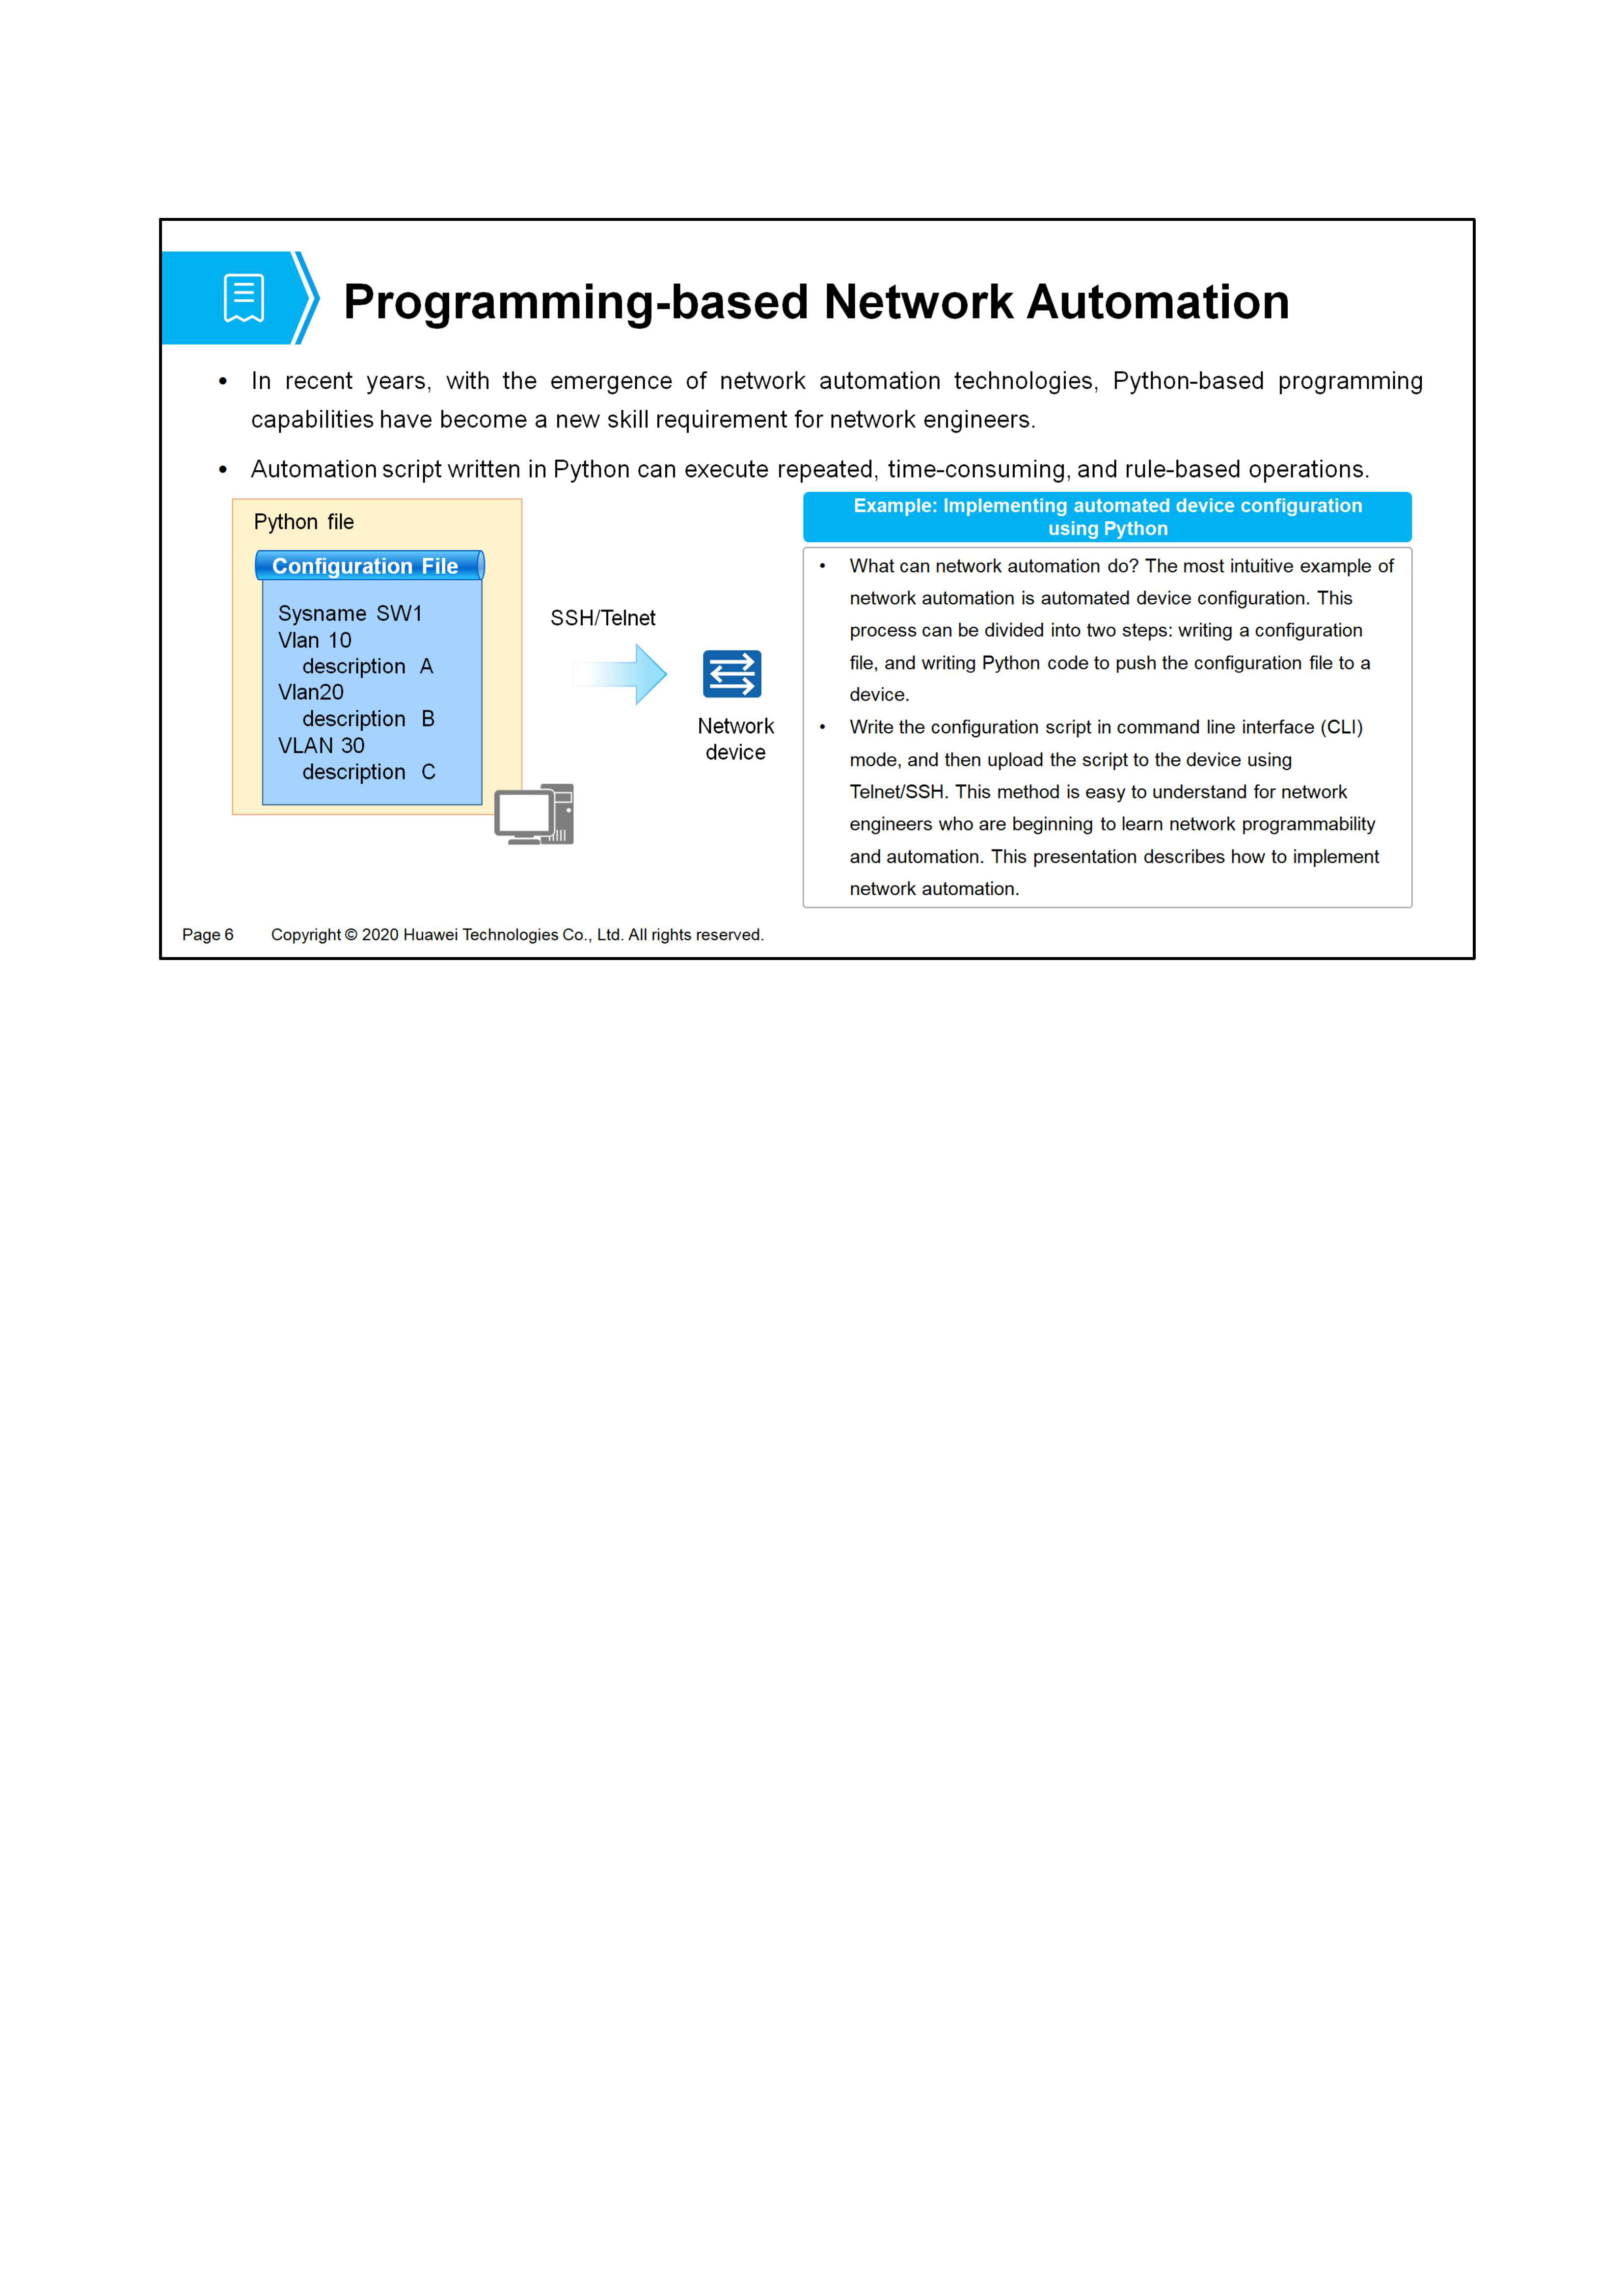 Programming-based Network Automation
• In recent years, with the emergence of network automation technologies, Python-based programming
capabilities have become a new skill requirement for network engineers.
• Automation script written in Python can execute repeated, time-consuming, and rule-based operations.
Python file
Configuration File
Sysname SW1
Vlan 10
description A
Vlan20
description B
VLAN 30
description C
SSH/Telnet
Network
device
Example: Implementing automated device configuration
using Python
• What can network automation do? The most intuitive example of
network automation is automated device configuration. This
process can be divided into two steps: writing a configuration
file, and writing Python code to push the configuration file to a
device.
• Write the configuration script in command line interface (CLI)
mode, and then upload the script to the device using
Telnet/SSH. This method is easy to understand for network
engineers who are beginning to learn network programmability
and automation. This presentation describes how to implement
network automation.
Page 6 Copyright © 2020 Huawei Technologies Co., Ltd. All rights reserved.